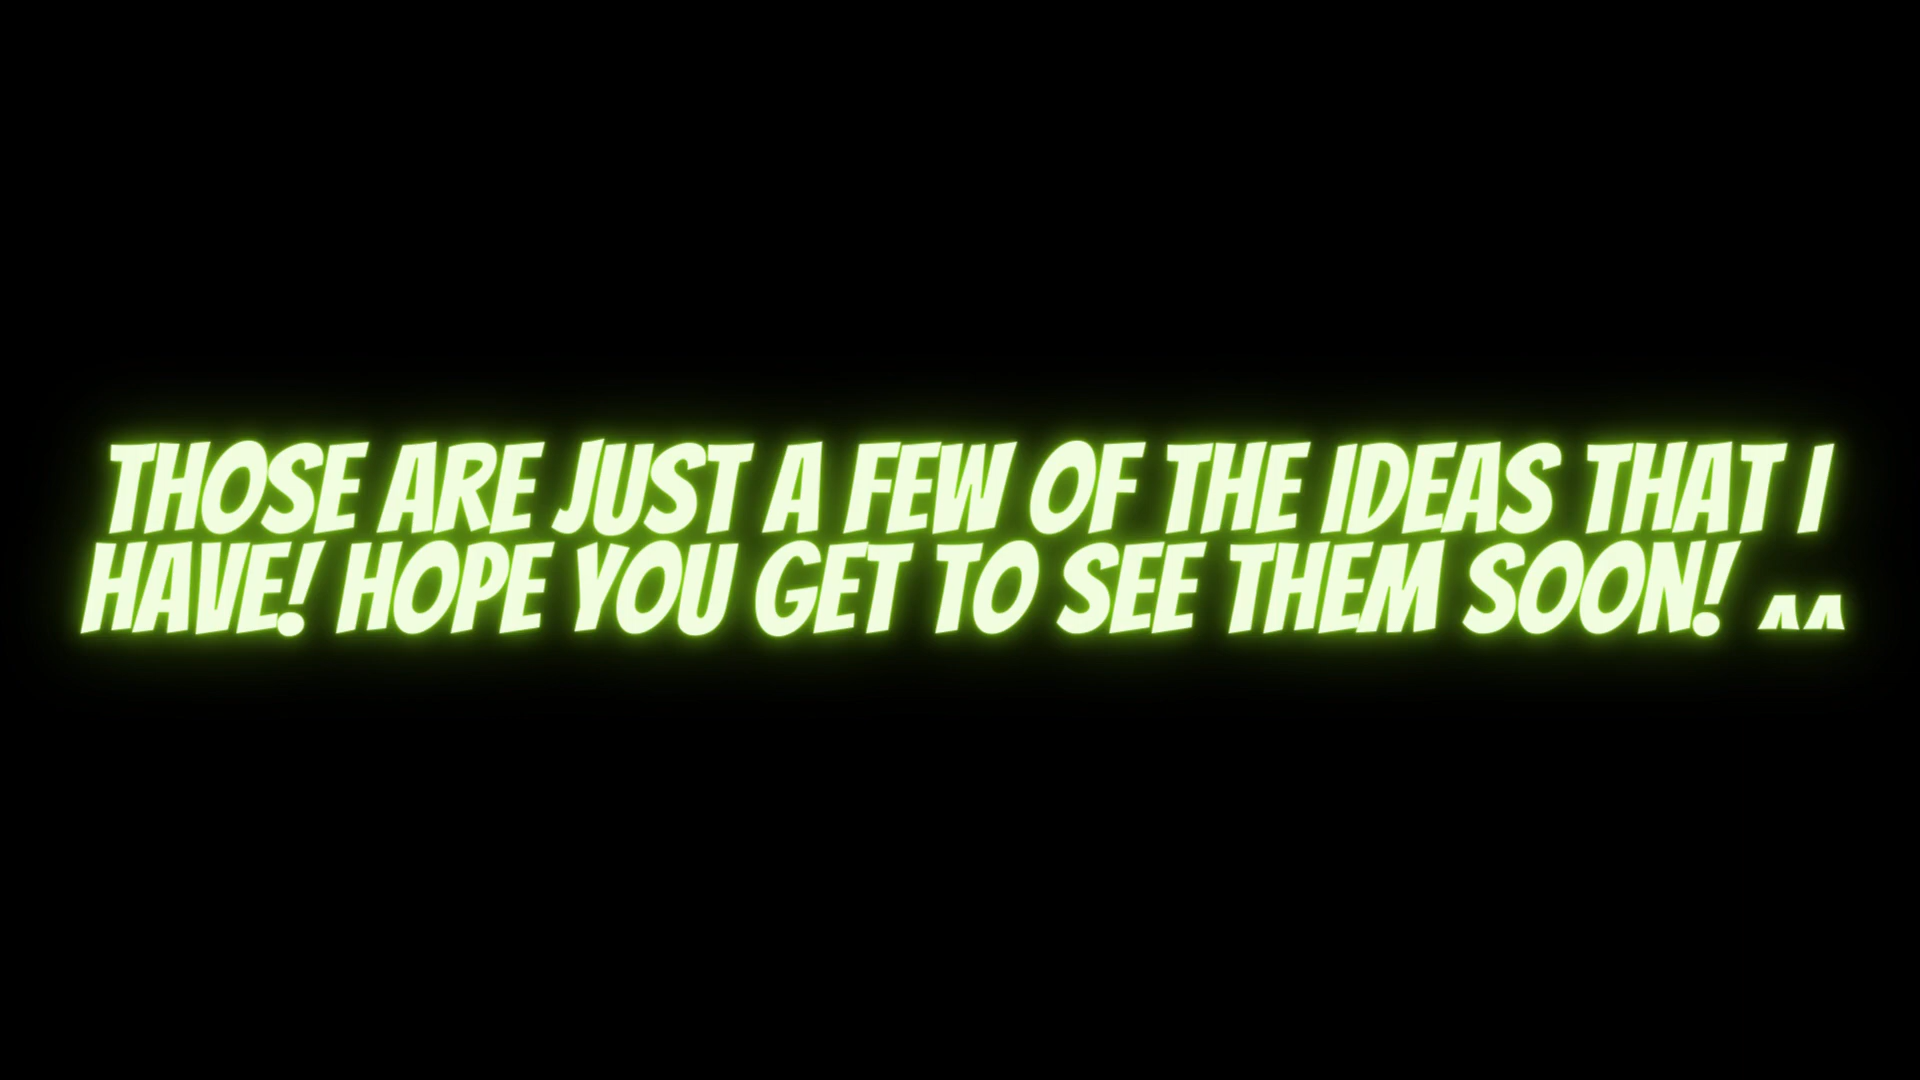 THOSE ARE JUST A FEW OF THE IDEAS THAT I
HAVE! HOPE YOU GET TO SEE THEM SOON! ^^